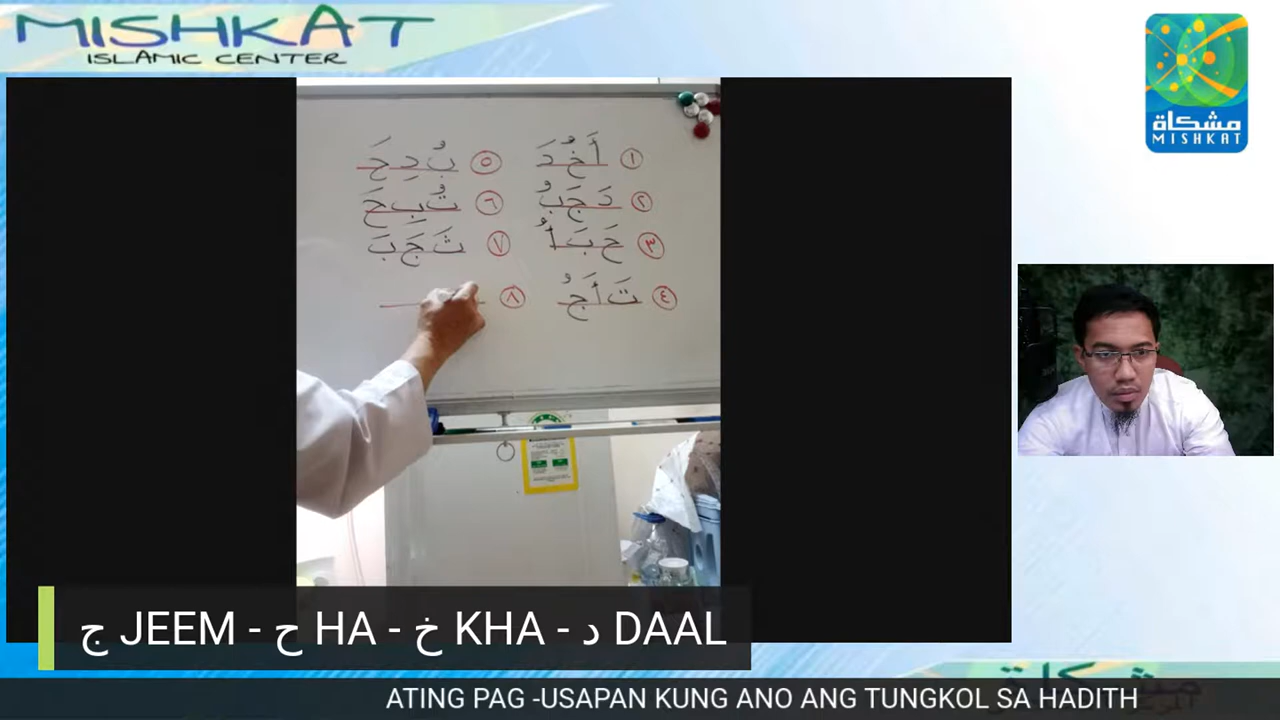 MISHKAT
ISLAMIC CENTER
مشكاة
MISHKAT
١ أَ خُ دَ
٢ دَ جَ بُ
٣ حَ بَ أُ
٤ تَ أَ جُ
٥ بُ دِ حَ
٦ تُ بِ حَ
٧ ثَ جَ بَ
٨
ج JEEM - ح HA - خ KHA - د DAAL
ATING PAG -USAPAN KUNG ANO ANG TUNGKOL SA HADITH